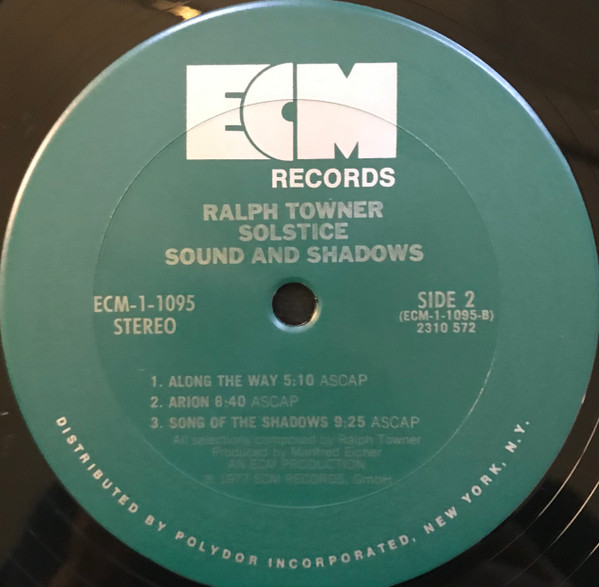 ECM
RECORDS
RALPH TOWNER
SOLSTICE
SOUND AND SHADOWS
ECM-1-1095
STEREO
SIDE 2
(ECM-1-1095-B)
2310 572
1. ALONG THE WAY 5:10 ASCAP
2. ARION 8:40 ASCAP
3. SONG OF THE SHADOWS 9:25 ASCAP
All selections composed by Ralph Towner
Produced by Manfred Eicher
AN ECM PRODUCTION
℗ 1977 ECM RECORDS, GmbH
DISTRIBUTED BY POLYDOR INCORPORATED, NEW YORK, N.Y.